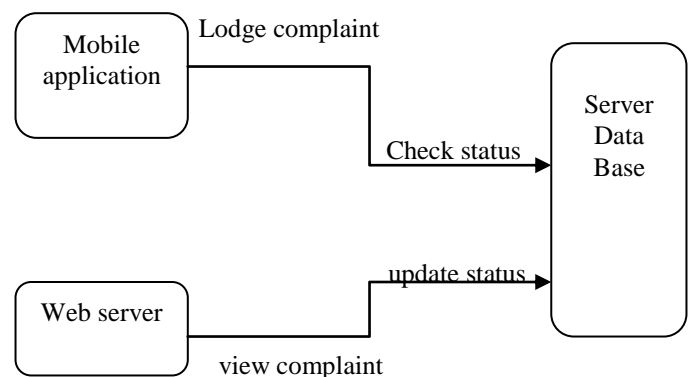 Lodge complaint
Mobile
application
Server
Data
Base
Check status
update status
Web server
view complaint